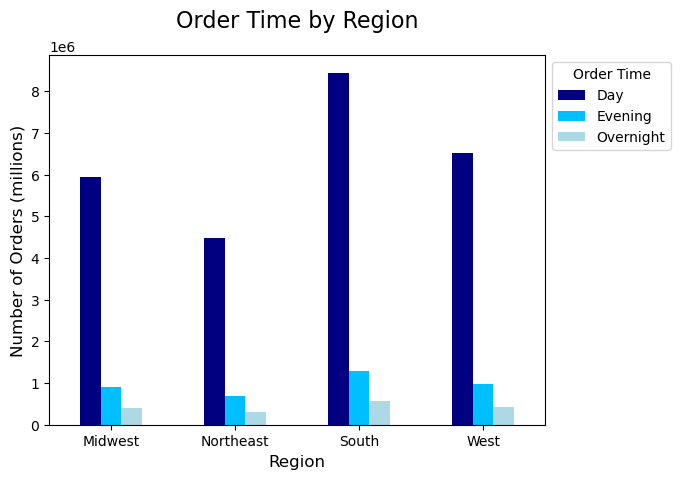 Order Time by Region
1e6
Number of Orders (millions)
8
7
6
5
4
3
2
1
0
Midwest Northeast South West
Region
Order Time
Day
Evening
Overnight